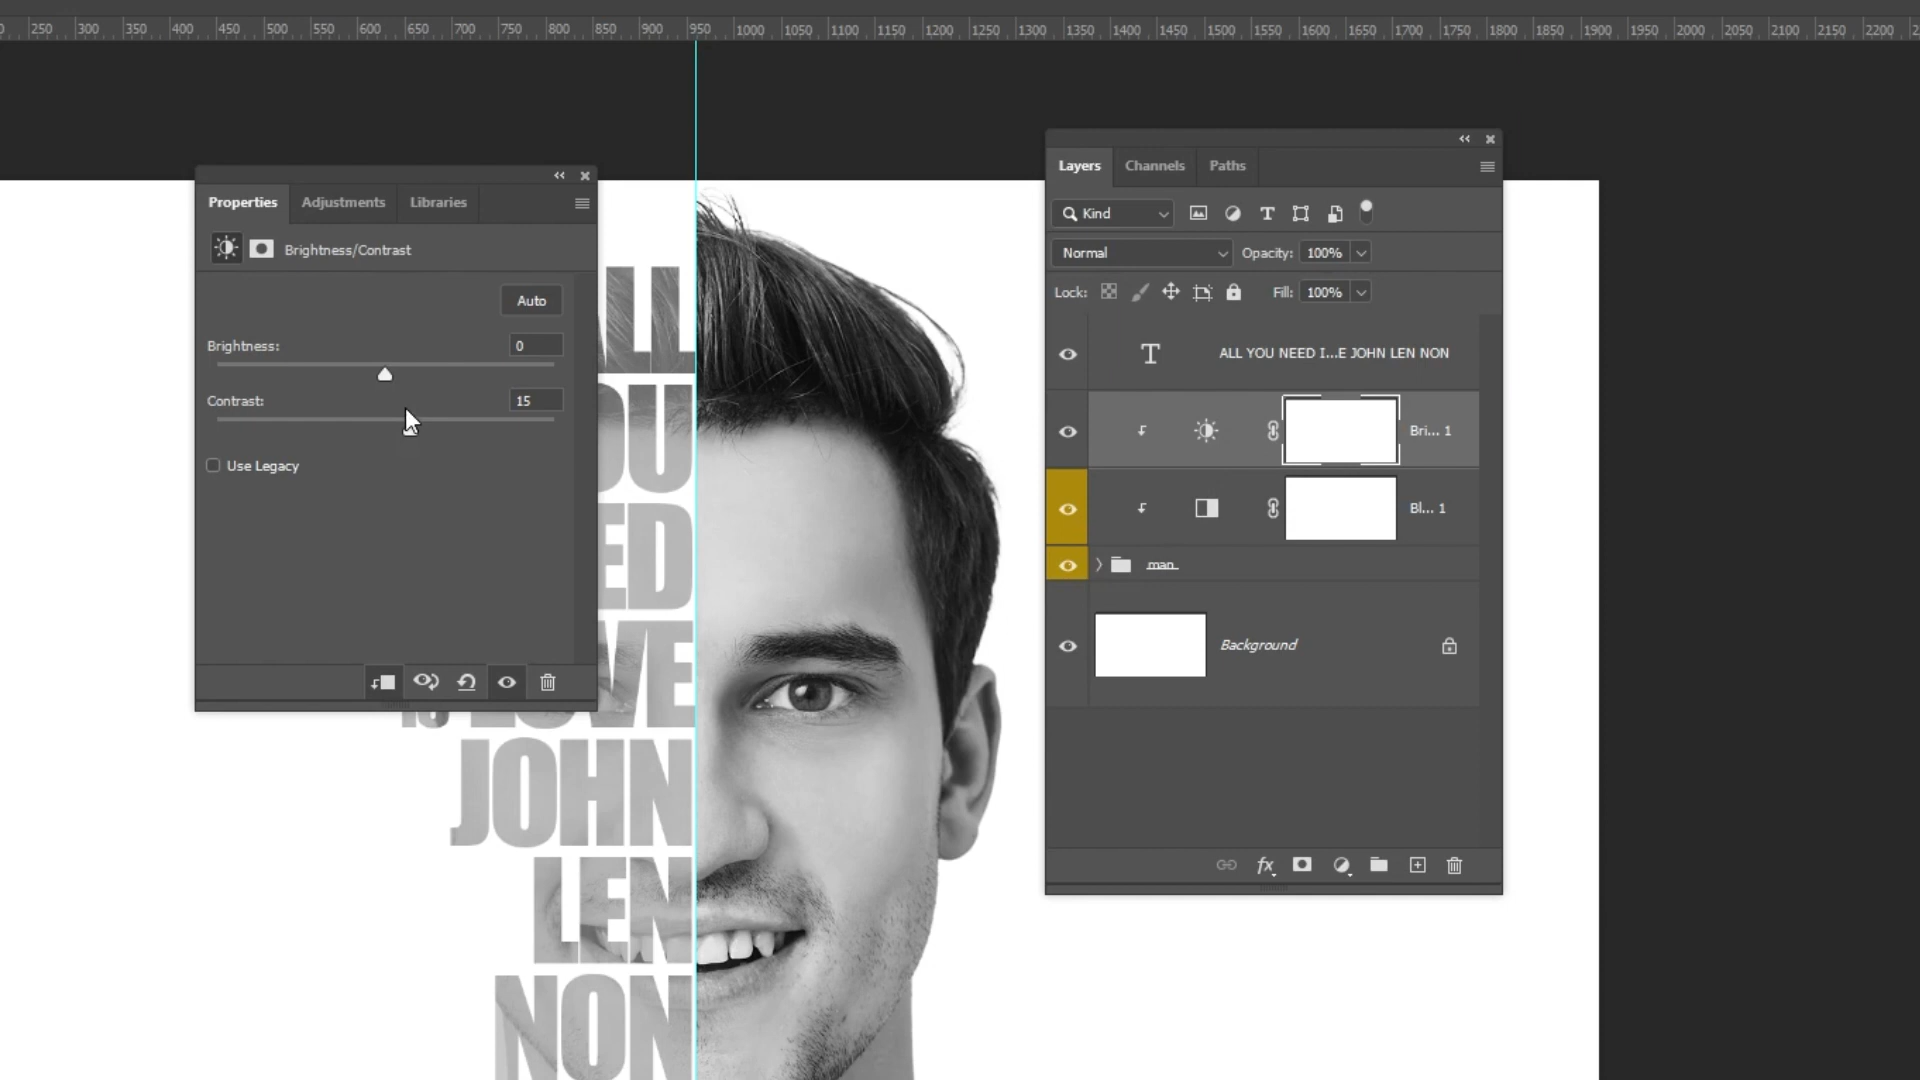 250 300 350 400 450 500 550 600 650 700 750 800 850 900 950 1000 1050 1100 1150 1200 1250 1300 1350 1400 1450 1500 1550 1600 1650 1700 1750 1800 1850 1900 1950 2000 2050 2100 2150 2200
Properties Adjustments Libraries
Brightness/Contrast
Auto
Brightness: 0
Contrast: 15
Use Legacy
Layers Channels Paths
Kind
Normal Opacity: 100%
Lock: Fill: 100%
ALL YOU NEED I...E JOHN LEN NON
Bri... 1
Bl... 1
man
Background
ALL
OU
ED
LOVE
JOHN
LEN
NON